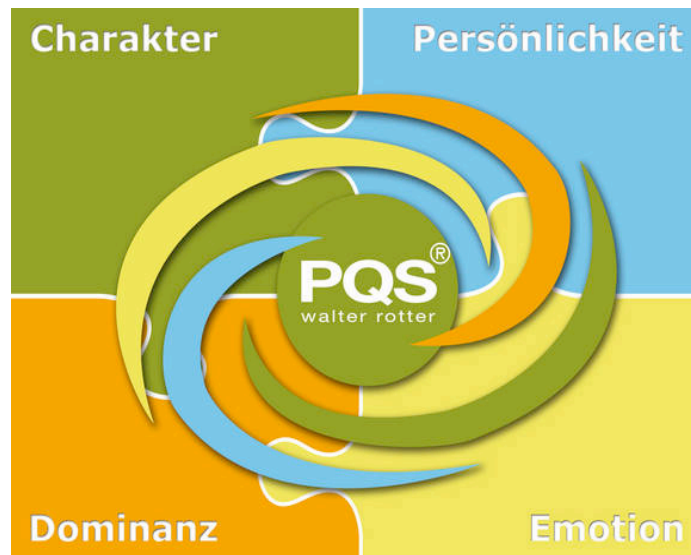 Charakter
Persönlichkeit
PQS®
walter rotter
Dominanz
Emotion